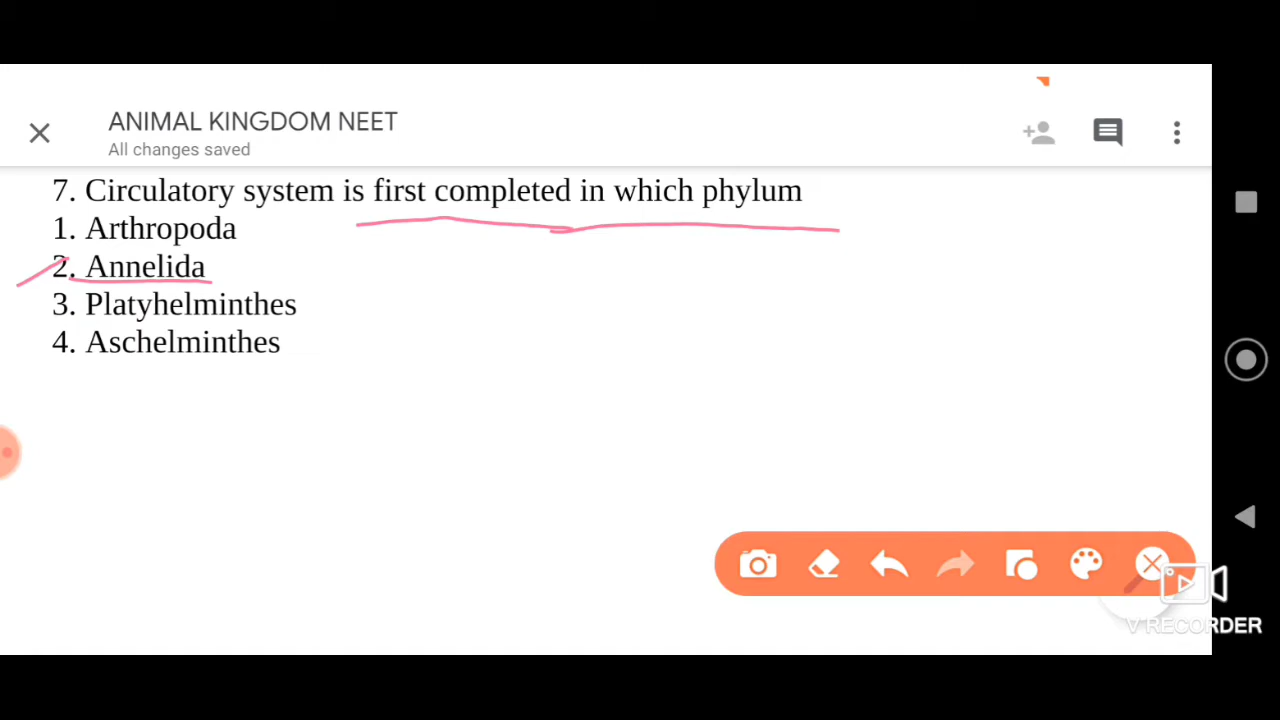 ANIMAL KINGDOM NEET
All changes saved
7. Circulatory system is first completed in which phylum
1. Arthropoda
2. Annelida
3. Platyhelminthes
4. Aschelminthes
V RECORDER